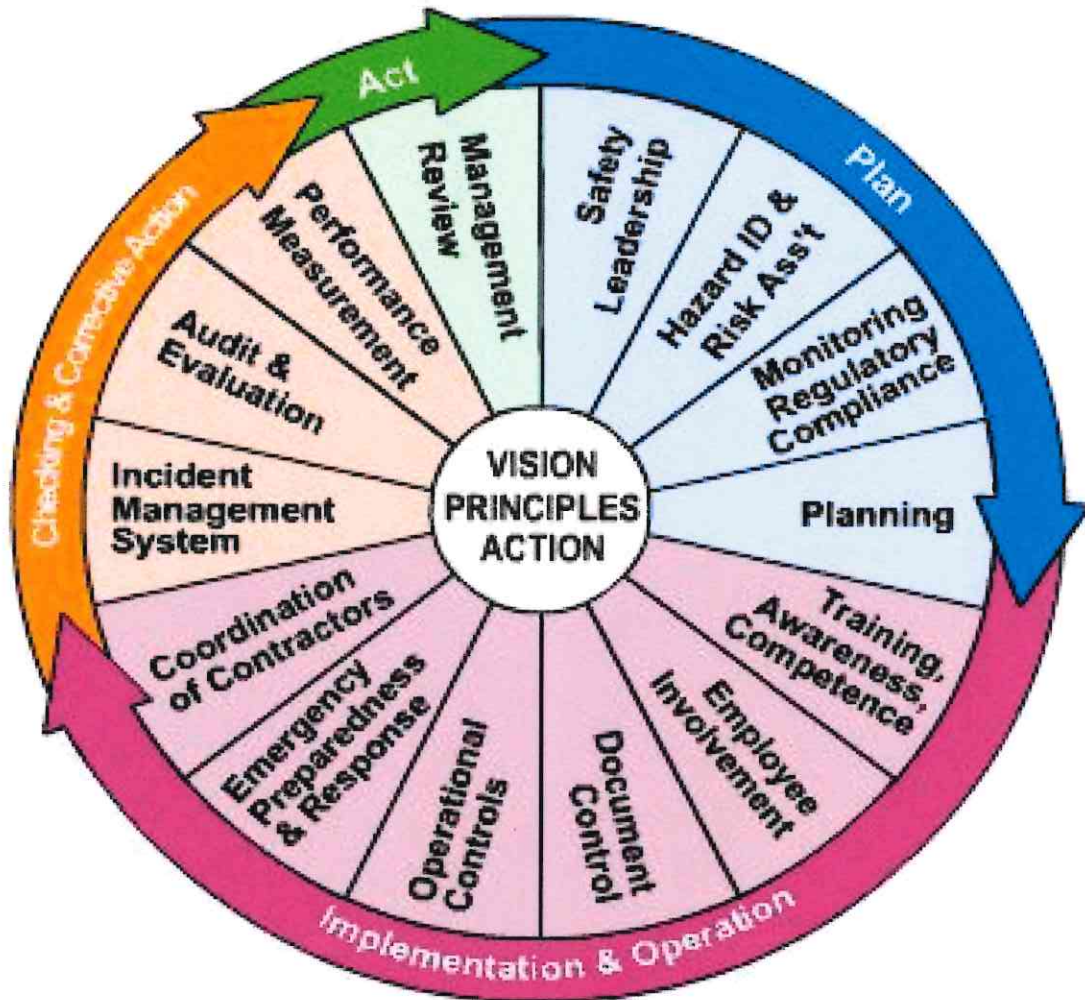 Act
Plan
Implementation & Operation
Checking & Corrective Action
Safety
Leadership
Hazard ID &
Risk Ass't
Monitoring
Regulatory
Compliance
Planning
Training,
Awareness,
Competence
Employee
Involvement
Document
Control
Operational
Controls
Emergency
Preparedness
& Response
Coordination
of Contractors
Incident
Management
System
Audit &
Evaluation
Performance
Measurement
Management
Review
VISION
PRINCIPLES
ACTION